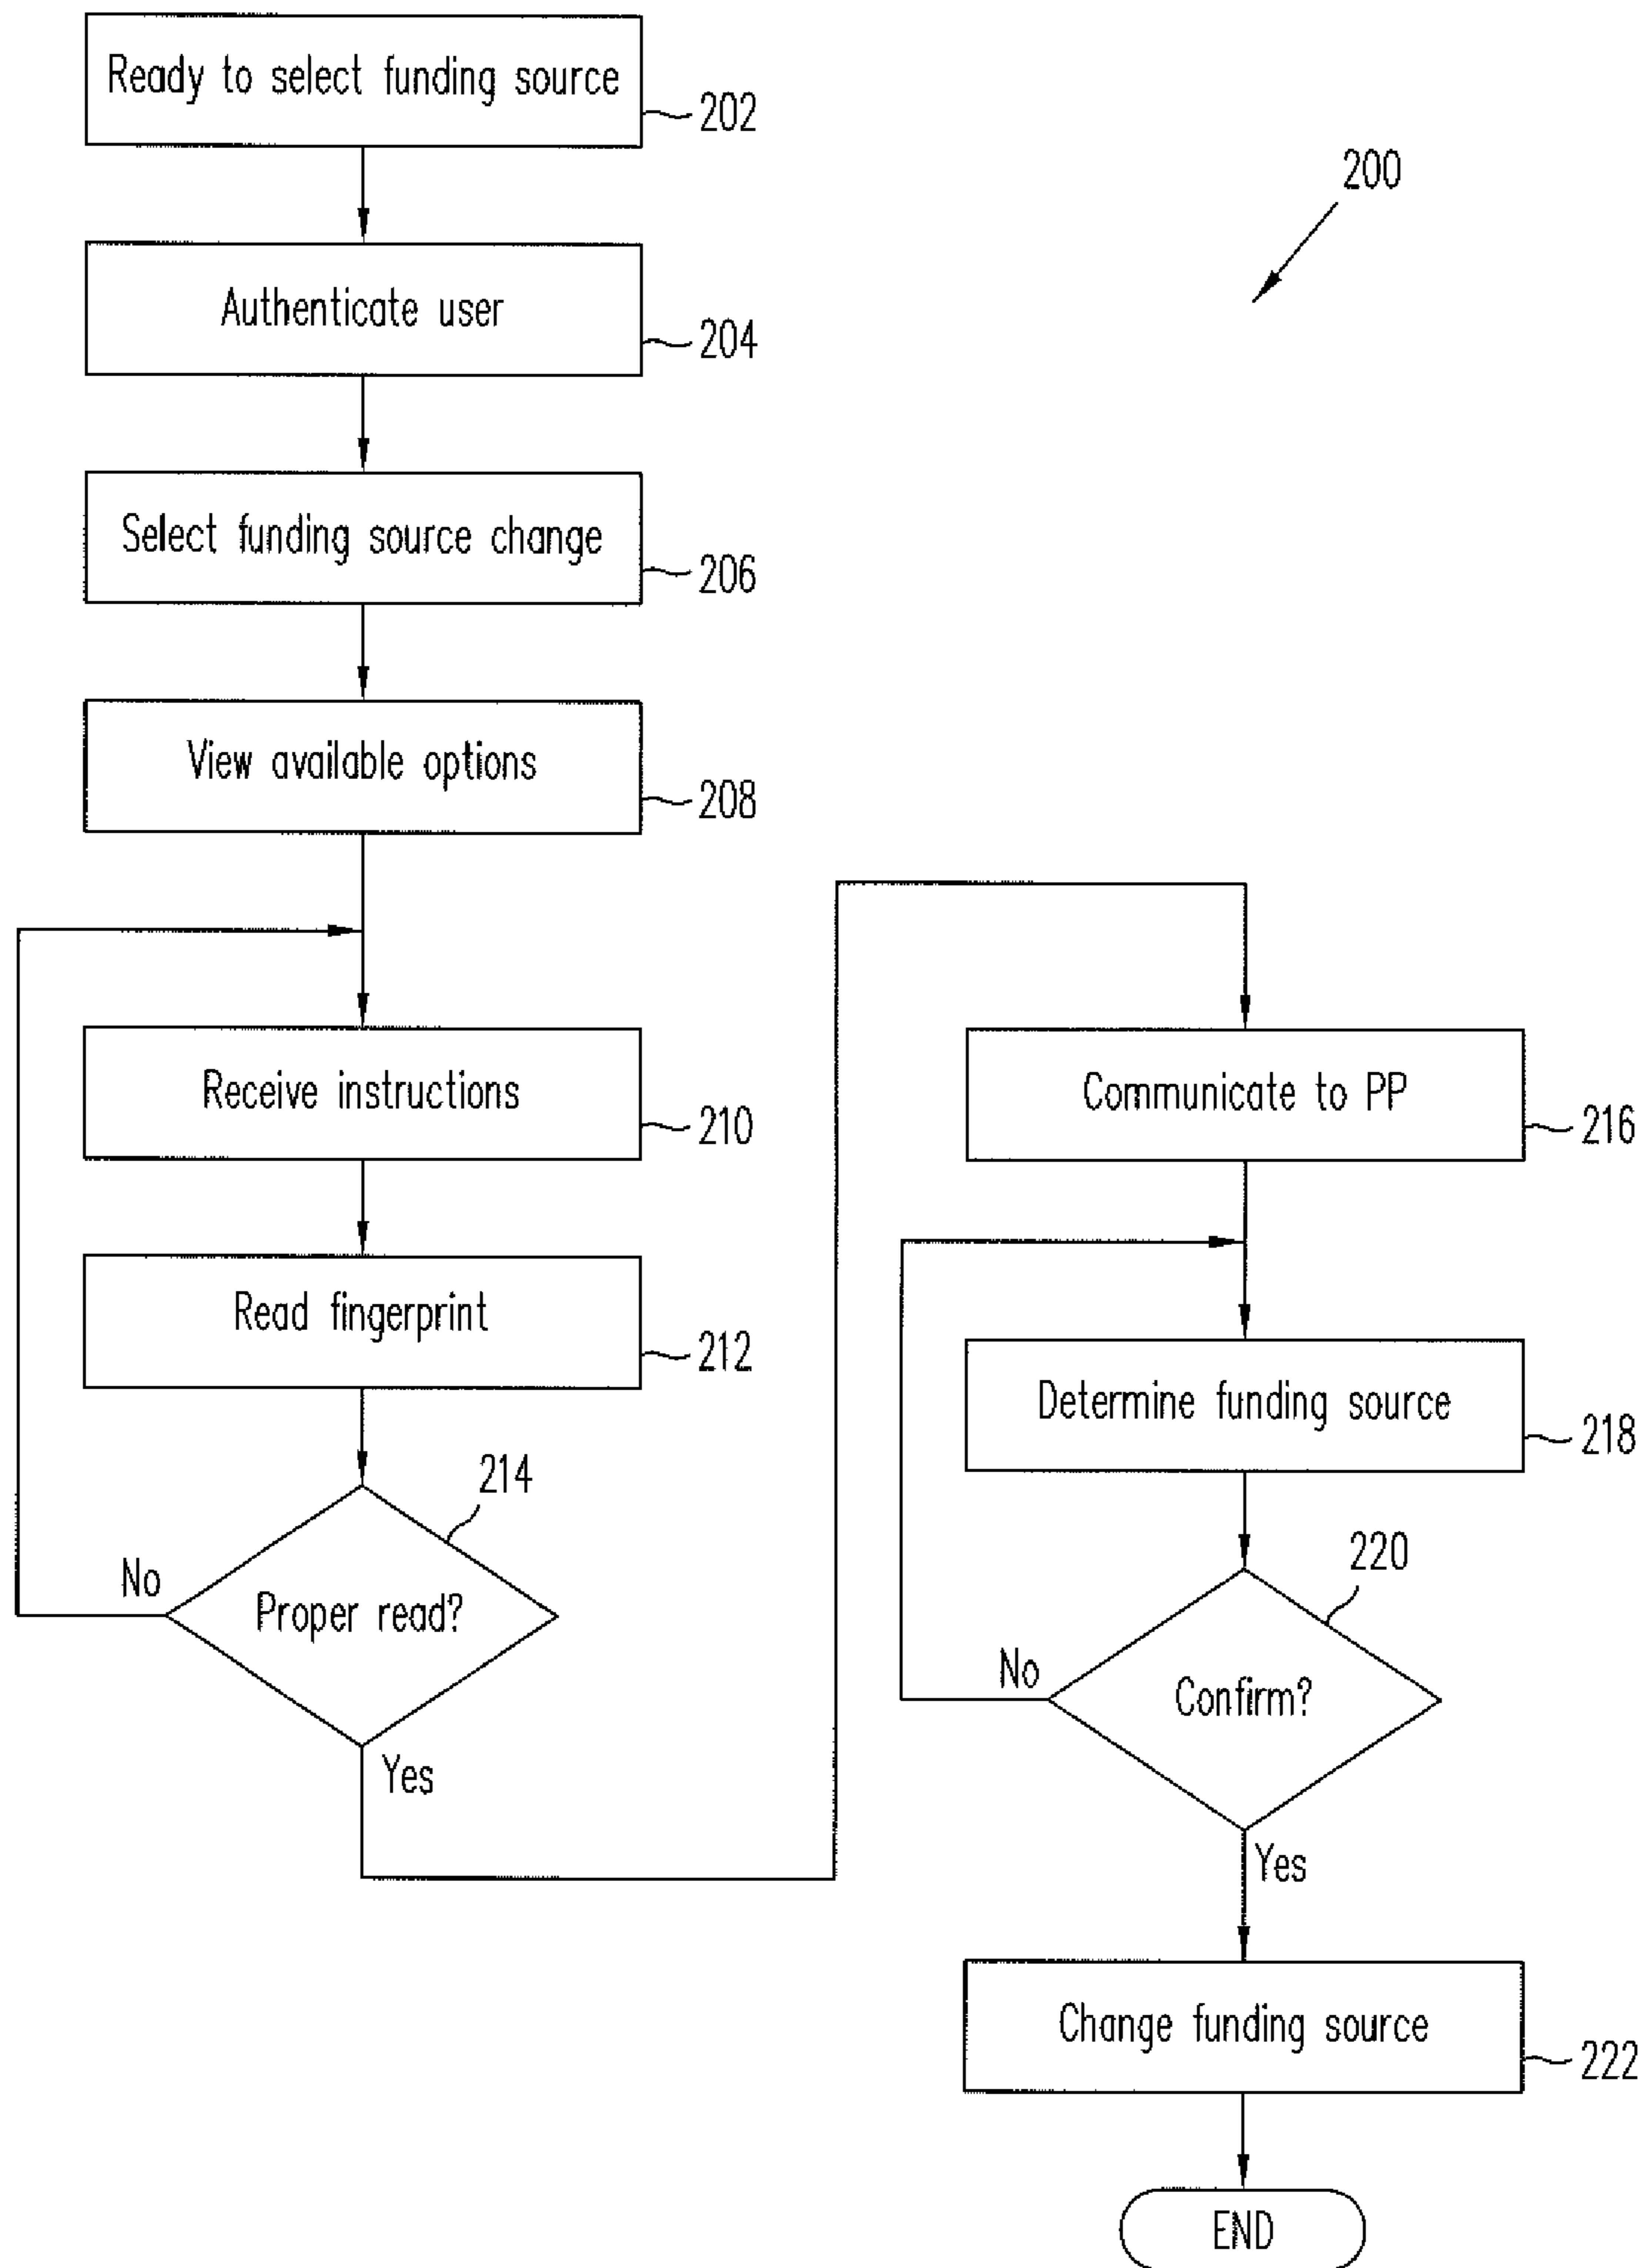 Ready to select funding source
202
200
Authenticate user
204
Select funding source change
206
View available options
208
Receive instructions
210
Read fingerprint
212
214
Proper read?
No
Yes
Communicate to PP
216
Determine funding source
218
220
Confirm?
No
Yes
Change funding source
222
END